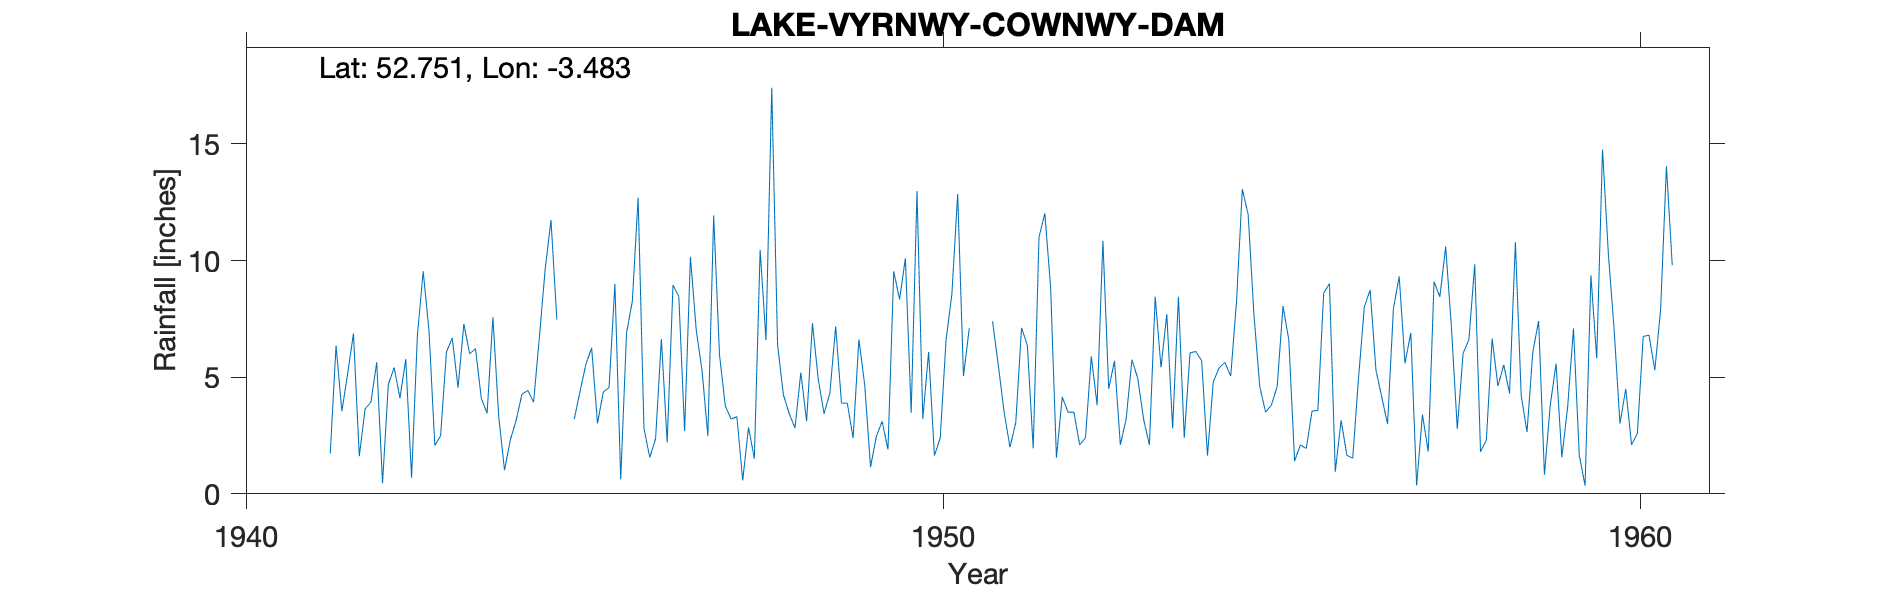 LAKE-VYRNWY-COWNWY-DAM
Lat: 52.751, Lon: -3.483
15
10
5
0
Rainfall [inches]
1940
1950
1960
Year